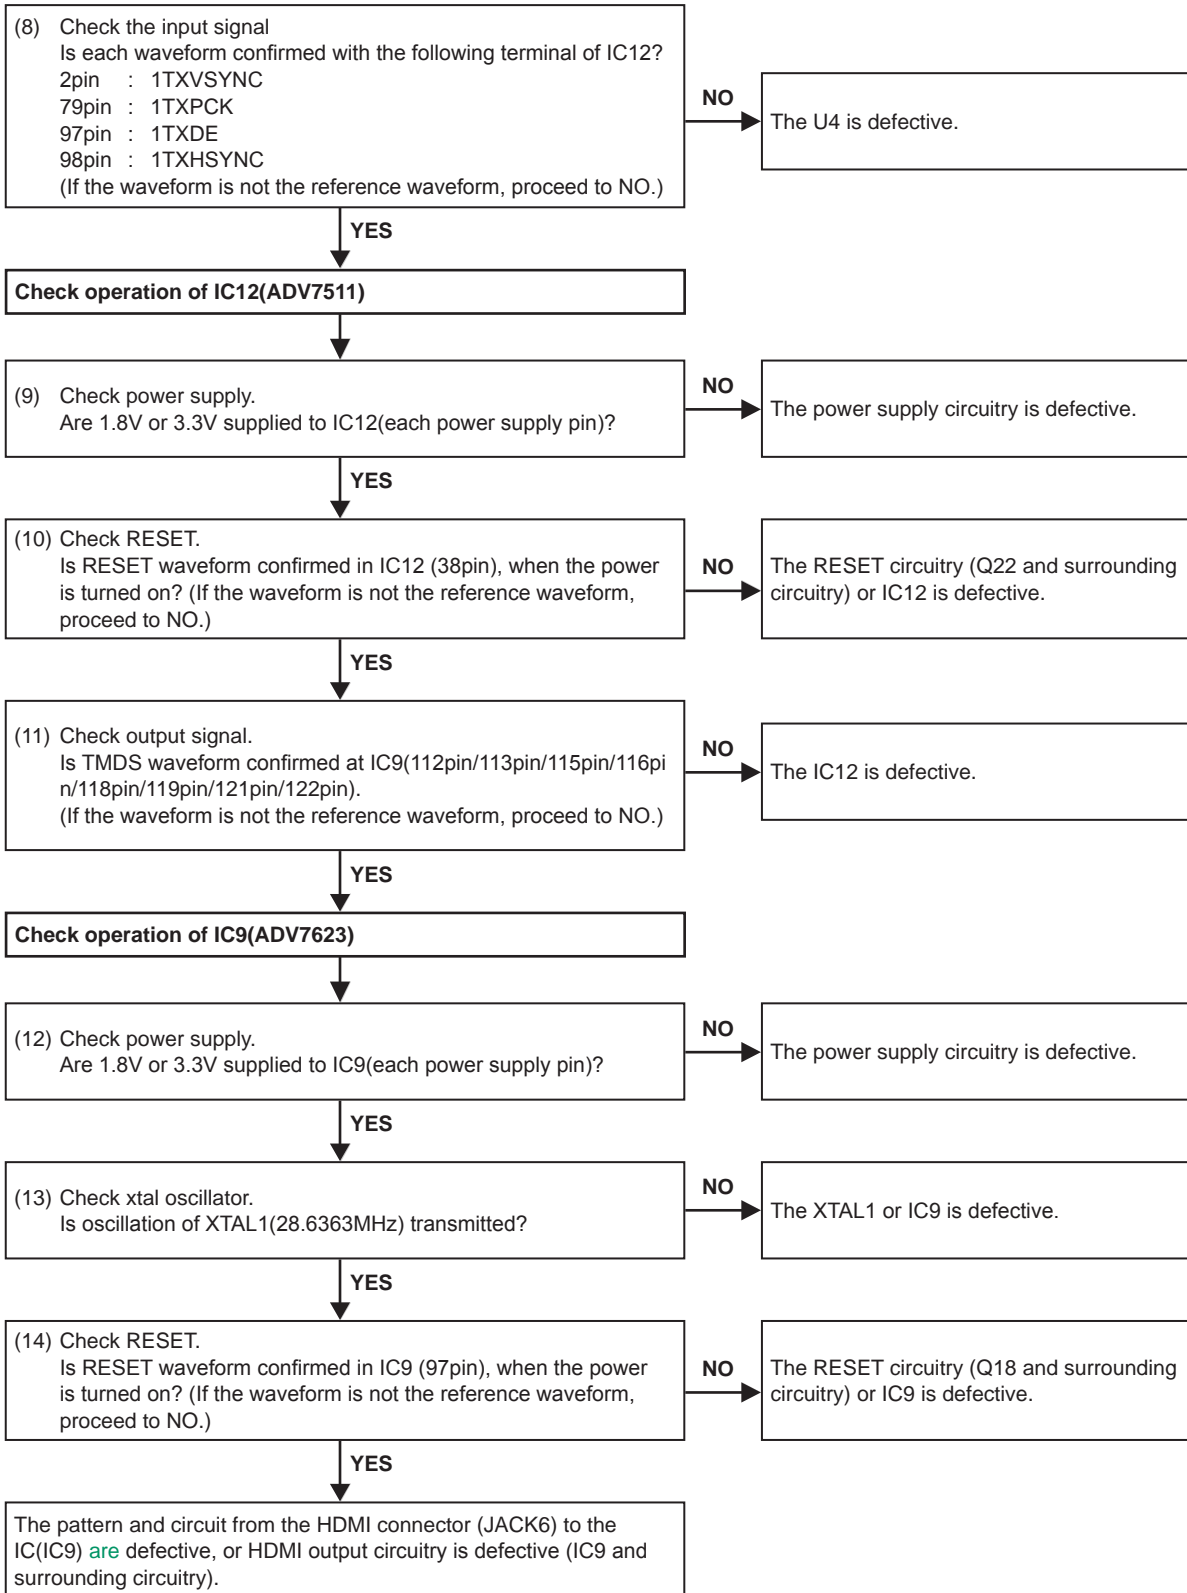 (8) Check the input signal
Is each waveform confirmed with the following terminal of IC12?
2pin : 1TXVSYNC
79pin : 1TXPCK
97pin : 1TXDE
98pin : 1TXHSYNC
(If the waveform is not the reference waveform, proceed to NO.)
NO
The U4 is defective.
YES
Check operation of IC12(ADV7511)
(9) Check power supply.
Are 1.8V or 3.3V supplied to IC12(each power supply pin)?
NO
The power supply circuitry is defective.
YES
(10) Check RESET.
Is RESET waveform confirmed in IC12 (38pin), when the power
is turned on? (If the waveform is not the reference waveform,
proceed to NO.)
NO
The RESET circuitry (Q22 and surrounding
circuitry) or IC12 is defective.
YES
(11) Check output signal.
Is TMDS waveform confirmed at IC9(112pin/113pin/115pin/116pi
n/118pin/119pin/121pin/122pin).
(If the waveform is not the reference waveform, proceed to NO.)
NO
The IC12 is defective.
YES
Check operation of IC9(ADV7623)
(12) Check power supply.
Are 1.8V or 3.3V supplied to IC9(each power supply pin)?
NO
The power supply circuitry is defective.
YES
(13) Check xtal oscillator.
Is oscillation of XTAL1(28.6363MHz) transmitted?
NO
The XTAL1 or IC9 is defective.
YES
(14) Check RESET.
Is RESET waveform confirmed in IC9 (97pin), when the power
is turned on? (If the waveform is not the reference waveform,
proceed to NO.)
NO
The RESET circuitry (Q18 and surrounding
circuitry) or IC9 is defective.
YES
The pattern and circuit from the HDMI connector (JACK6) to the
IC(IC9) are defective, or HDMI output circuitry is defective (IC9 and
surrounding circuitry).